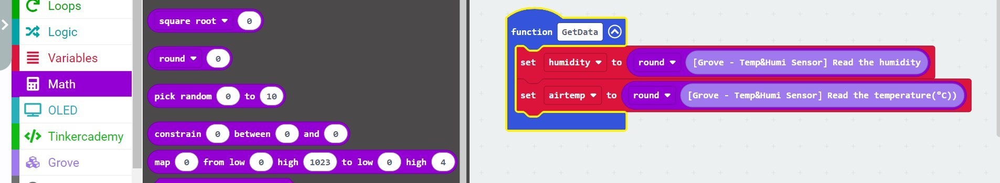 Loops
Logic
Variables
Math
OLED
Tinkercademy
Grove
square root 0
round 0
pick random 0 to 10
constrain 0 between 0 and 0
map 0 from low 0 high 1023 to low 0 high 4
function GetData
set humidity to round [Grove - Temp&Humi Sensor] Read the humidity
set airtemp to round [Grove - Temp&Humi Sensor] Read the temperature(°C))